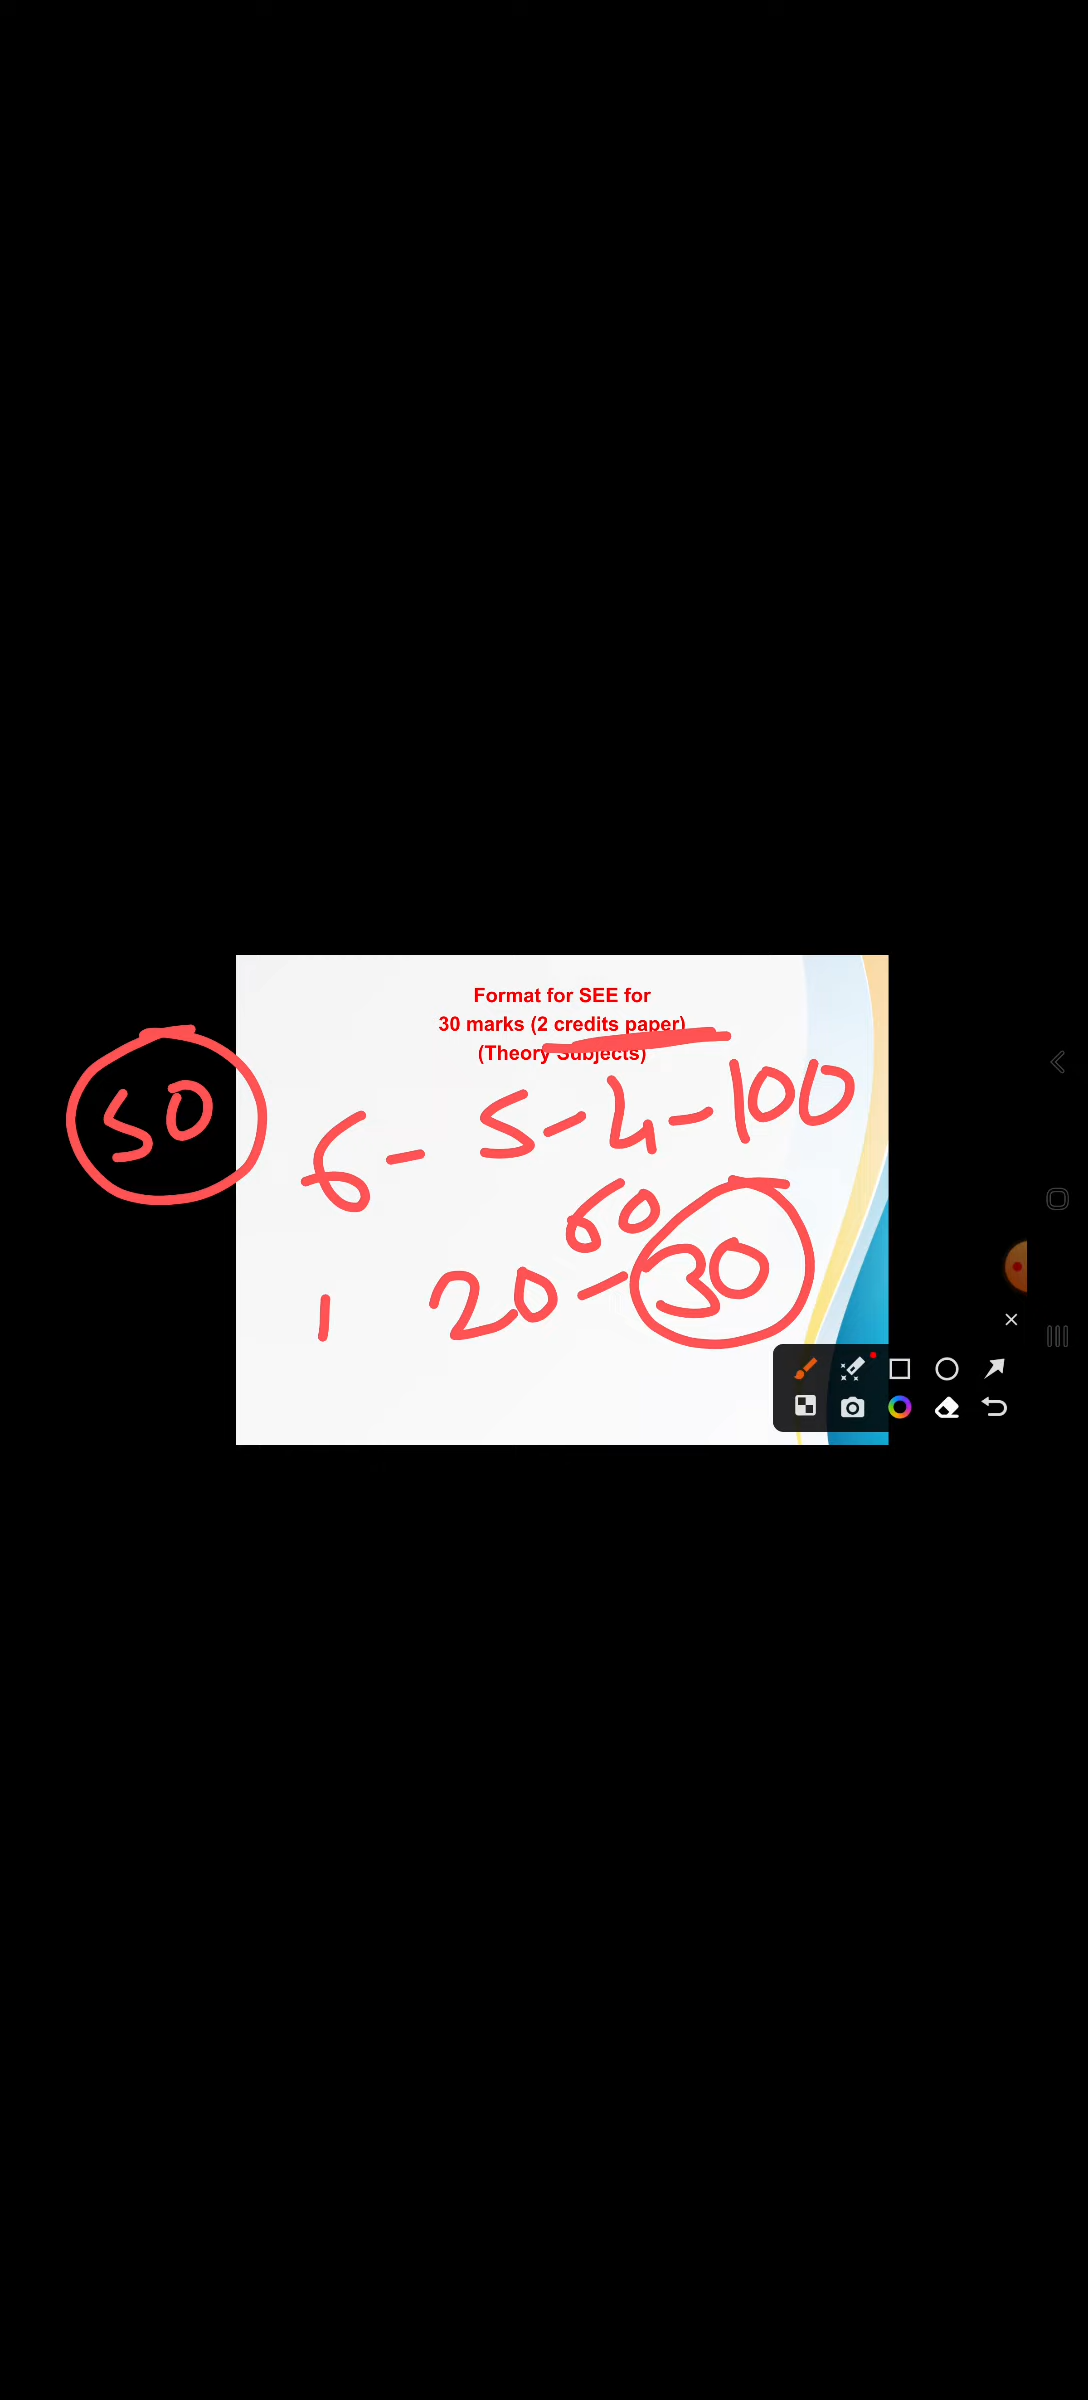 Format for SEE for
30 marks (2 credits paper)
(Theory Subjects)
50
6 - 5 - 4 - 100
60
1 20 - 30